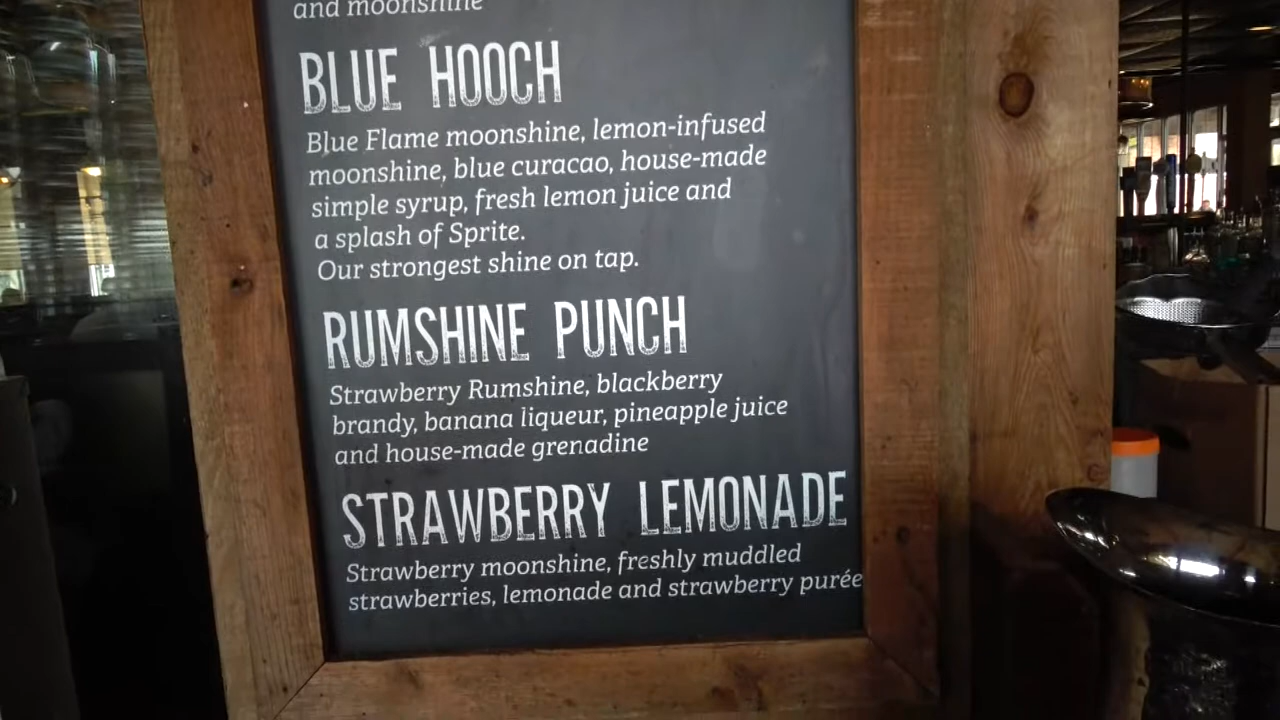 and moonshine
BLUE HOOCH
Blue Flame moonshine, lemon-infused
moonshine, blue curacao, house-made
simple syrup, fresh lemon juice and
a splash of Sprite.
Our strongest shine on tap.
RUMSHINE PUNCH
Strawberry Rumshine, blackberry
brandy, banana liqueur, pineapple juice
and house-made grenadine
STRAWBERRY LEMONADE
Strawberry moonshine, freshly muddled
strawberries, lemonade and strawberry purée